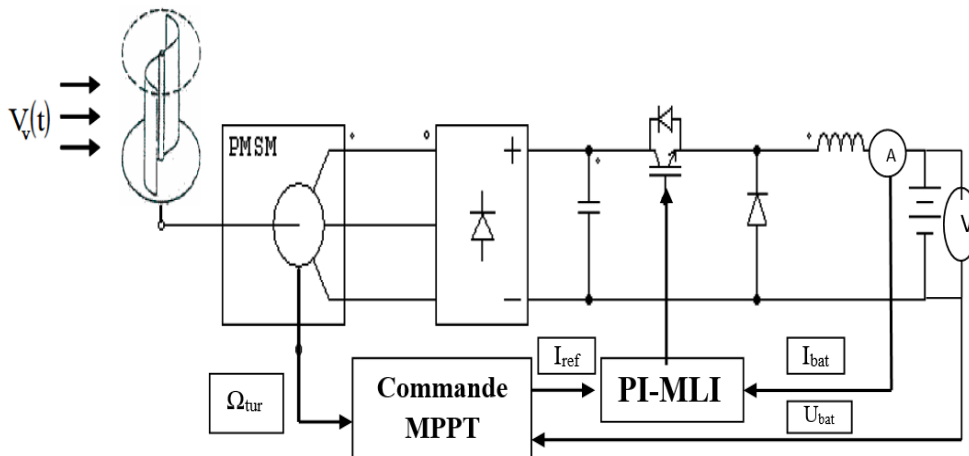 V_v(t)
PMSM
+
−
A
V
Ω_tur
Commande
MPPT
I_ref
PI-MLI
I_bat
U_bat